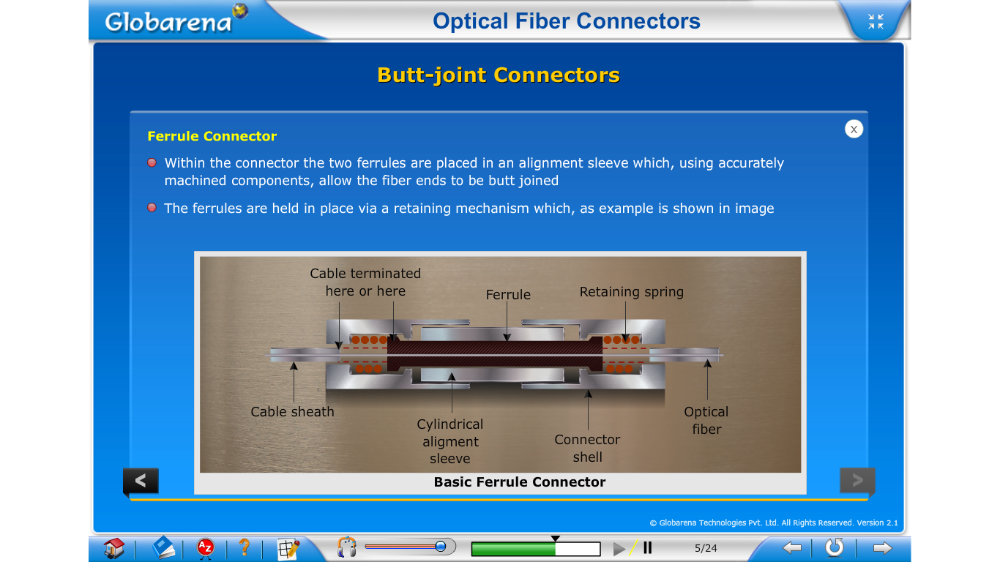 Globarena
Optical Fiber Connectors
Butt-joint Connectors
Ferrule Connector
X
Within the connector the two ferrules are placed in an alignment sleeve which, using accurately
machined components, allow the fiber ends to be butt joined
The ferrules are held in place via a retaining mechanism which, as example is shown in image
Cable terminated
here or here
Ferrule
Retaining spring
Cable sheath
Cylindrical
aligment
sleeve
Connector
shell
Optical
fiber
Basic Ferrule Connector
<
>
© Globarena Technologies Pvt. Ltd. All Rights Reserved. Version 2.1
AZ
?
5/24